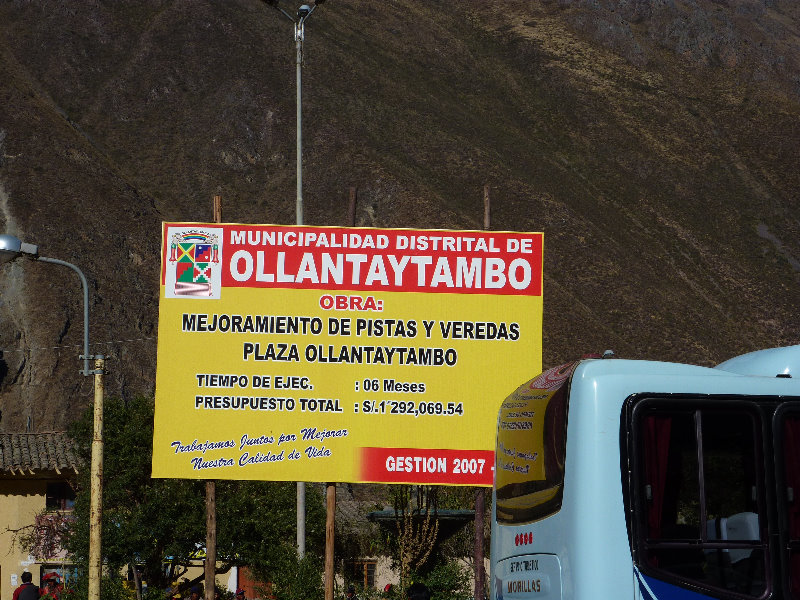 MUNICIPALIDAD DISTRITAL DE
OLLANTAYTAMBO
OBRA:
MEJORAMIENTO DE PISTAS Y VEREDAS
PLAZA OLLANTAYTAMBO
TIEMPO DE EJEC. : 06 Meses
PRESUPUESTO TOTAL : S/.1´292,069.54
Trabajamos Juntos por Mejorar
Nuestra Calidad de Vida
GESTION 2007 -
MORILLAS